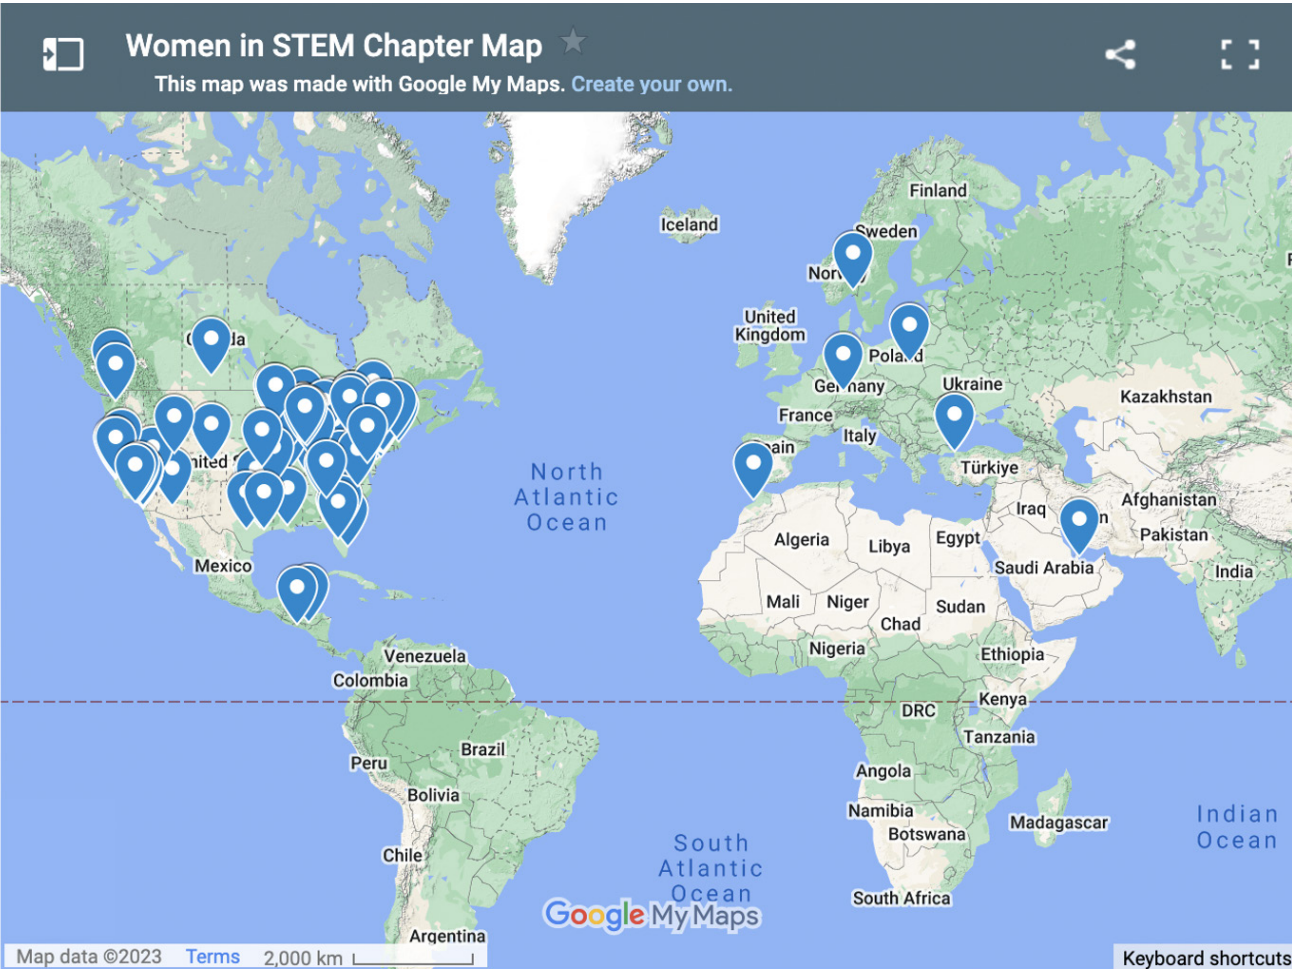 Women in STEM Chapter Map
This map was made with Google My Maps. Create your own.
Finland
Iceland
Sweden
United
Kingdom
Poland
Germany
Ukraine
Kazakhstan
France
Italy
Türkiye
North
Atlantic
Ocean
Afghanistan
Iraq
Pakistan
Algeria
Libya
Egypt
Mexico
Saudi Arabia
India
Mali
Niger
Sudan
Chad
Nigeria
Ethiopia
Venezuela
Colombia
Kenya
DRC
Tanzania
Brazil
Peru
Angola
Bolivia
Namibia
Botswana
Madagascar
Indian
Ocean
South
Atlantic
Ocean
Chile
South Africa
Google My Maps
Argentina
Map data ©2023 Terms 2,000 km
Keyboard shortcuts